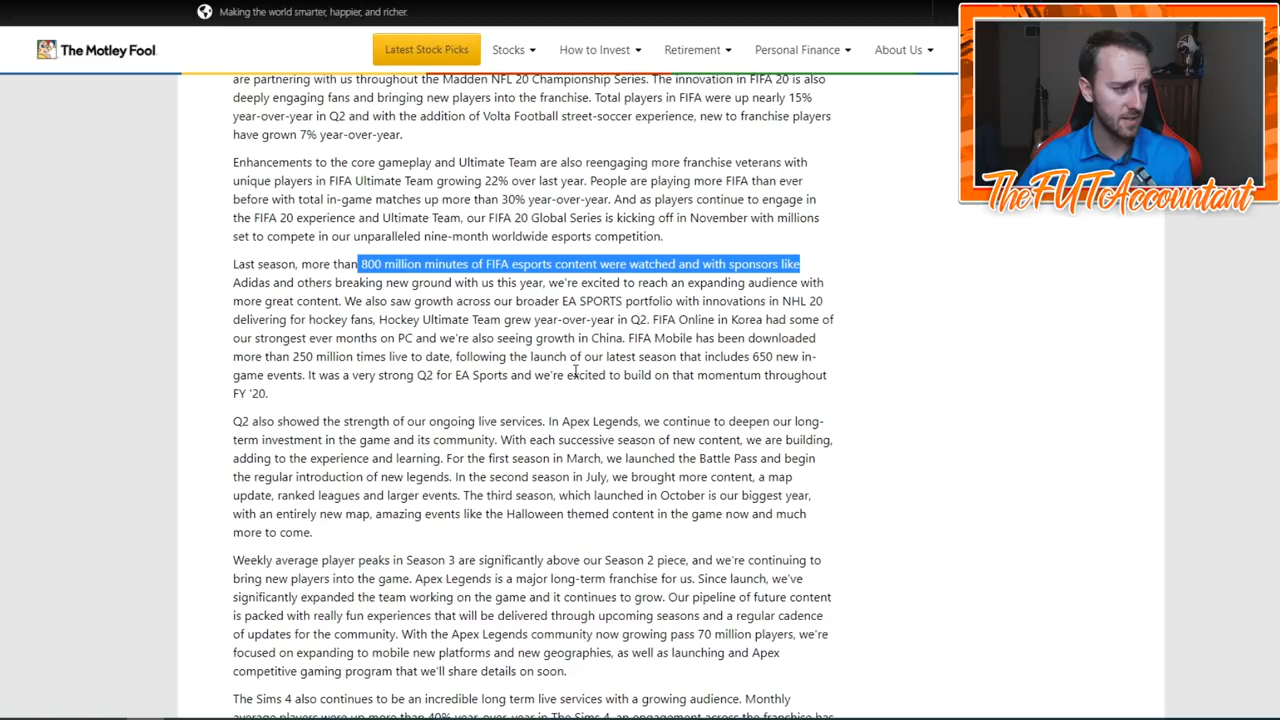 Making the world smarter, happier, and richer.
The Motley Fool
Latest Stock Picks
Stocks
How to Invest
Retirement
Personal Finance
About Us
TheFUTAccountant
are partnering with us throughout the Madden NFL 20 Championship Series. The innovation in FIFA 20 is also
deeply engaging fans and bringing new players into the franchise. Total players in FIFA were up nearly 15%
year-over-year in Q2 and with the addition of Volta Football street-soccer experience, new to franchise players
have grown 7% year-over-year.
Enhancements to the core gameplay and Ultimate Team are also reengaging more franchise veterans with
unique players in FIFA Ultimate Team growing 22% over last year. People are playing more FIFA than ever
before with total in-game matches up more than 30% year-over-year. And as players continue to engage in
the FIFA 20 experience and Ultimate Team, our FIFA 20 Global Series is kicking off in November with millions
set to compete in our unparalleled nine-month worldwide esports competition.
Last season, more than 800 million minutes of FIFA esports content were watched and with sponsors like
Adidas and others breaking new ground with us this year, we're excited to reach an expanding audience with
more great content. We also saw growth across our broader EA SPORTS portfolio with innovations in NHL 20
delivering for hockey fans, Hockey Ultimate Team grew year-over-year in Q2. FIFA Online in Korea had some of
our strongest ever months on PC and we're also seeing growth in China. FIFA Mobile has been downloaded
more than 250 million times live to date, following the launch of our latest season that includes 650 new in-
game events. It was a very strong Q2 for EA Sports and we're excited to build on that momentum throughout
FY '20.
Q2 also showed the strength of our ongoing live services. In Apex Legends, we continue to deepen our long-
term investment in the game and its community. With each successive season of new content, we are building,
adding to the experience and learning. For the first season in March, we launched the Battle Pass and begin
the regular introduction of new legends. In the second season in July, we brought more content, a map
update, ranked leagues and larger events. The third season, which launched in October is our biggest year,
with an entirely new map, amazing events like the Halloween themed content in the game now and much
more to come.
Weekly average player peaks in Season 3 are significantly above our Season 2 piece, and we're continuing to
bring new players into the game. Apex Legends is a major long-term franchise for us. Since launch, we've
significantly expanded the team working on the game and it continues to grow. Our pipeline of future content
is packed with really fun experiences that will be delivered through upcoming seasons and a regular cadence
of updates for the community. With the Apex Legends community now growing pass 70 million players, we're
focused on expanding to mobile new platforms and new geographies, as well as launching and Apex
competitive gaming program that we'll share details on soon.
The Sims 4 also continues to be an incredible long term live services with a growing audience. Monthly
average players were up more than 40% year-over-year in The Sims 4, an engagement across the franchise has